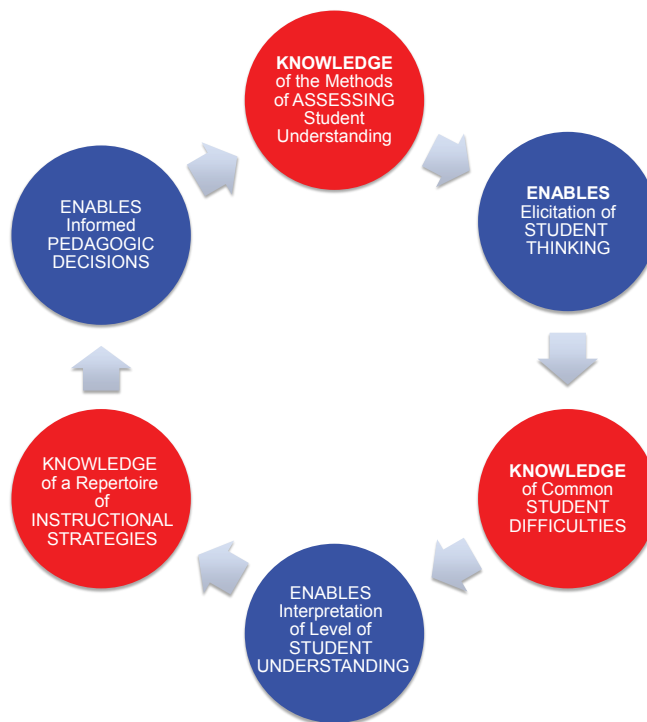 KNOWLEDGE
of the Methods
of ASSESSING
Student
Understanding
ENABLES
Elicitation of
STUDENT
THINKING
KNOWLEDGE
of Common
STUDENT
DIFFICULTIES
ENABLES
Interpretation
of Level of
STUDENT
UNDERSTANDING
KNOWLEDGE
of a Repertoire
of
INSTRUCTIONAL
STRATEGIES
ENABLES
Informed
PEDAGOGIC
DECISIONS